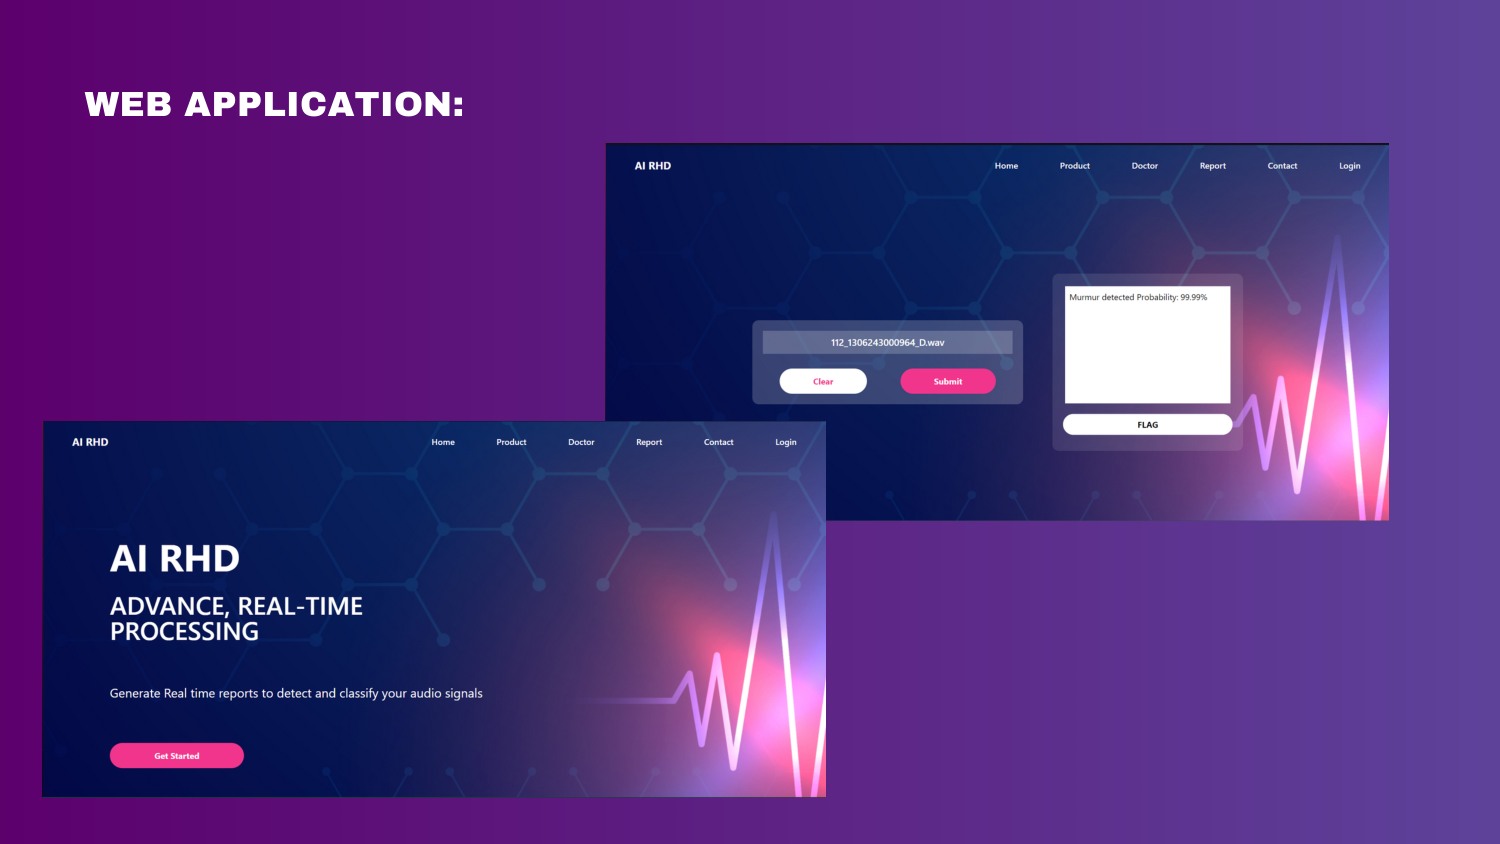 WEB APPLICATION:
AI RHD
Home Product Doctor Report Contact Login
Murmur detected Probability: 99.99%
112_1306243000964_D.wav
Clear Submit
FLAG
AI RHD
Home Product Doctor Report Contact Login
AI RHD
ADVANCE, REAL-TIME
PROCESSING
Generate Real time reports to detect and classify your audio signals
Get Started